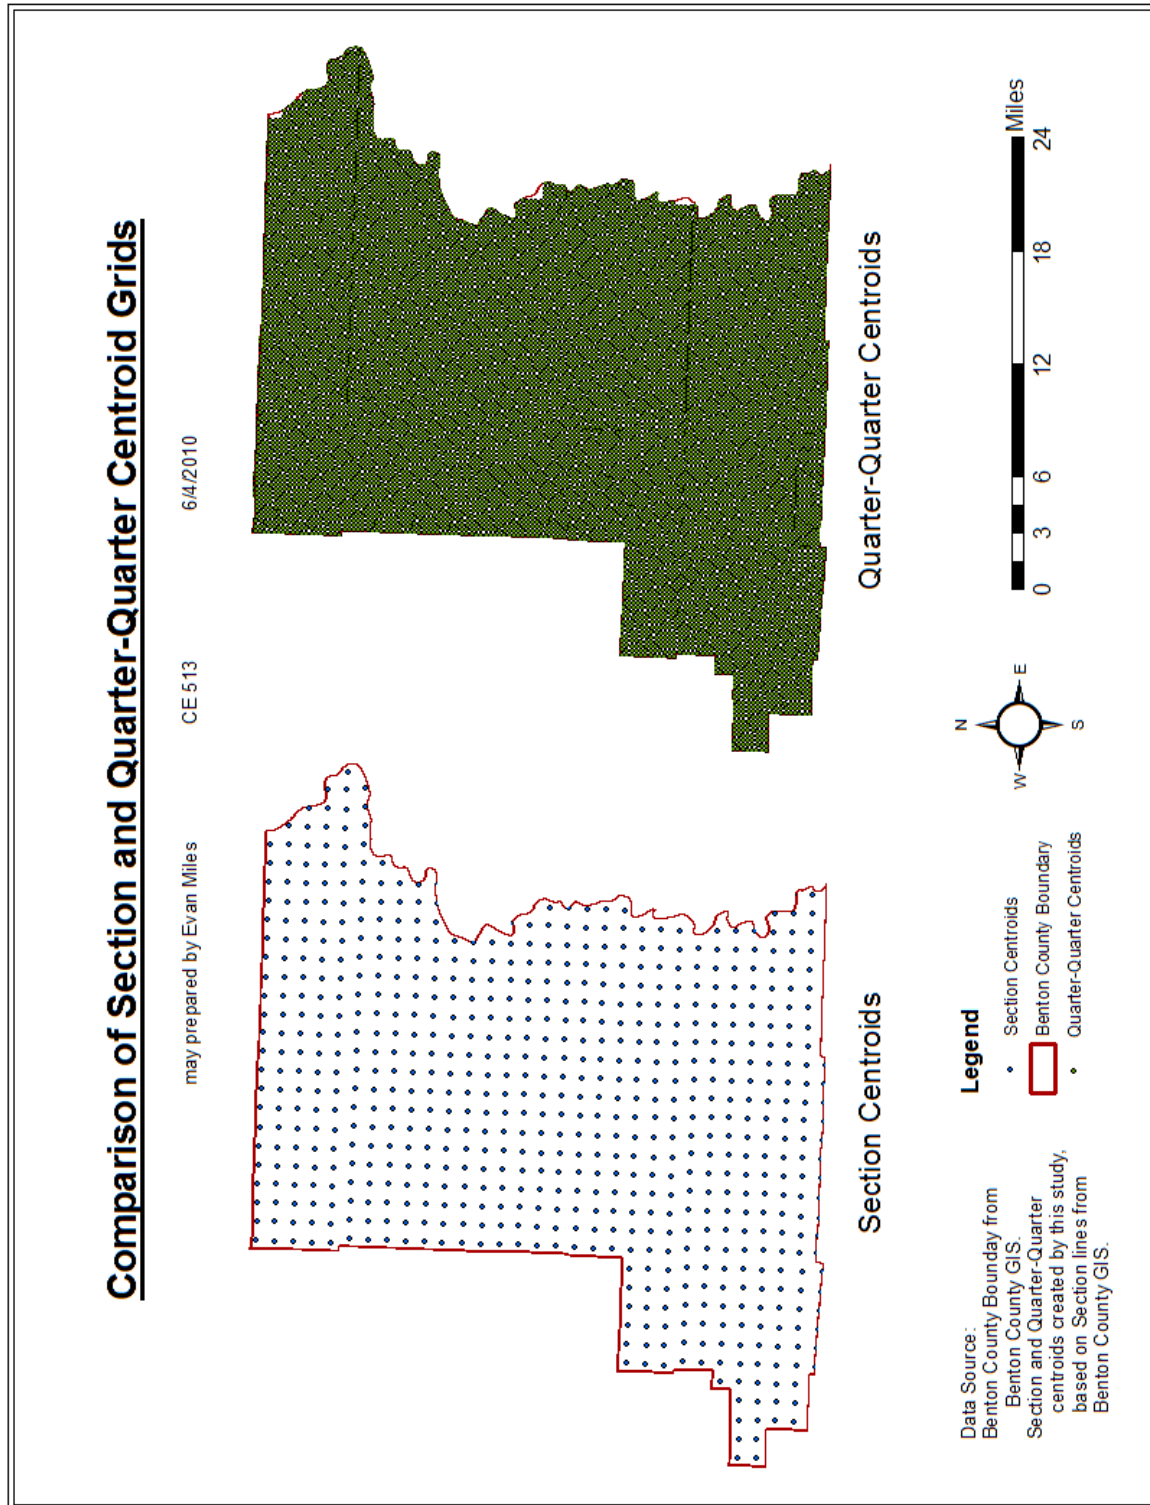 Comparison of Section and Quarter-Quarter Centroid Grids
may prepared by Evan Miles
CE 513
6/4/2010
Section Centroids
Quarter-Quarter Centroids
Data Source:
Benton County Boundary from
Benton County GIS.
Section and Quarter-Quarter
centroids created by this study,
based on Section lines from
Benton County GIS.
Legend
Section Centroids
Benton County Boundary
Quarter-Quarter Centroids
N
W
E
S
0 3 6 12 18 24
Miles